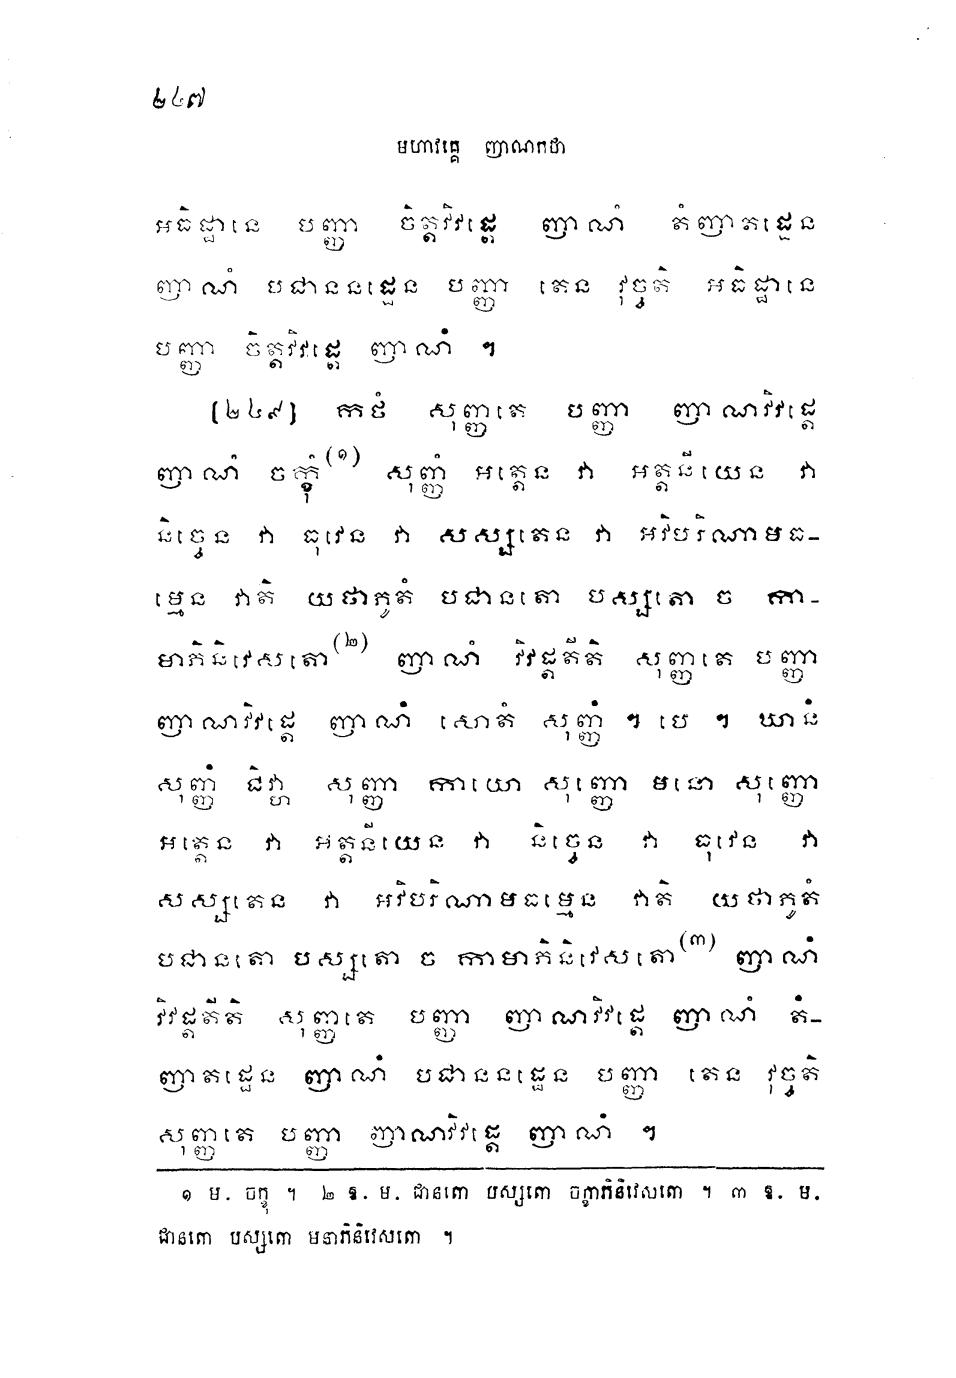 ២៤៧
មហាវគ្គេ ញាណកថា
អធិដ្ឋានេ បញ្ញា ចិត្តវិវដ្ដេ ញាណំ តំញាតដ្ឋេន
ញាណំ បជាននដ្ឋេន បញ្ញា តេន វុច្ចតិ អធិដ្ឋានេ
បញ្ញា ចិត្តវិវដ្ដេ ញាណំ ។
[២៤៩] កថំ សុញ្ញតេ បញ្ញា ញាណវិវដ្ដេ
ញាណំ ចក្ខុំ(១) សុញ្ញំ អត្តេន វា អត្តនីយេន វា
និច្ចេន វា ធុវេន វា សស្សតេន វា អវិបរិណាមធ-
ម្មេន វាតិ យថាភូតំ បជានតោ បស្សតោ ច កា-
មាភិនិវេសតោ(២) ញាណំ វិវដ្ដតីតិ សុញ្ញតេ បញ្ញា
ញាណវិវដ្ដេ ញាណំ សោតំ សុញ្ញំ ។ បេ ។ ឃានំ
សុញ្ញំ ជិវ្ហា សុញ្ញា កាយោ សុញ្ញោ មនោ សុញ្ញោ
អត្តេន វា អត្តនីយេន វា និច្ចេន វា ធុវេន វា
សស្សតេន វា អវិបរិណាមធម្មេន វាតិ យថាភូតំ
បជានតោ បស្សតោ ច កាមាភិនិវេសតោ(៣) ញាណំ
វិវដ្ដតីតិ សុញ្ញតេ បញ្ញា ញាណវិវដ្ដេ ញាណំ តំ-
ញាតដ្ឋេន ញាណំ បជាននដ្ឋេន បញ្ញា តេន វុច្ចតិ
សុញ្ញតេ បញ្ញា ញាណវិវដ្ដេ ញាណំ ។
១ ម. ចក្ខុ ។ ២ ឱ. ម. ជានតោ បស្សតោ ចក្ខាភិនិវេសតោ ។ ៣ ឱ. ម.
ជានតោ បស្សតោ មនាភិនិវេសតោ ។